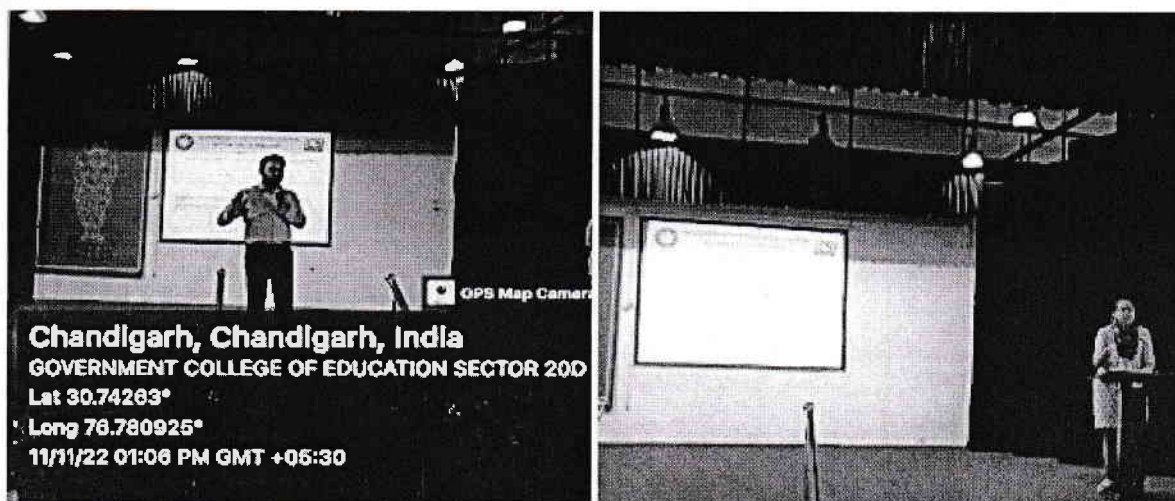 GPS Map Camera
Chandigarh, Chandigarh, India
GOVERNMENT COLLEGE OF EDUCATION SECTOR 20D
Lat 30.74263°
Long 76.780925°
11/11/22 01:06 PM GMT +05:30